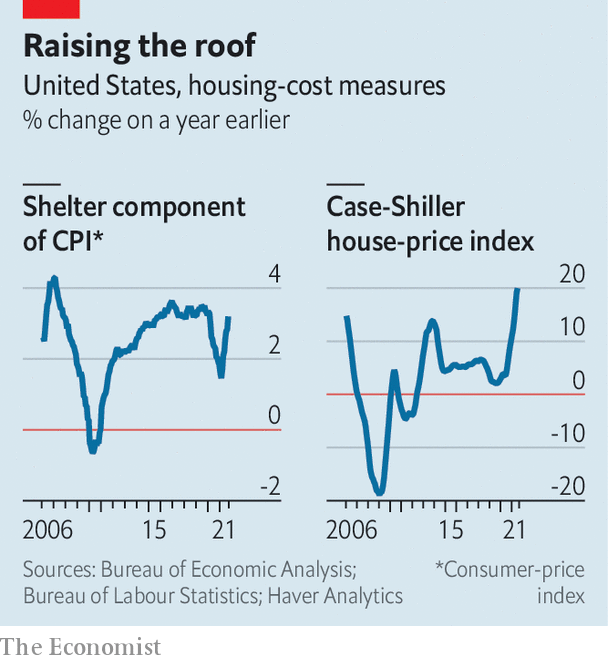 Raising the roof
United States, housing-cost measures
% change on a year earlier
Shelter component
of CPI*
4
2
0
-2
2006
15
21
Case-Shiller
house-price index
20
10
0
-10
-20
2006
15
21
Sources: Bureau of Economic Analysis;
Bureau of Labour Statistics; Haver Analytics
*Consumer-price
index
The Economist